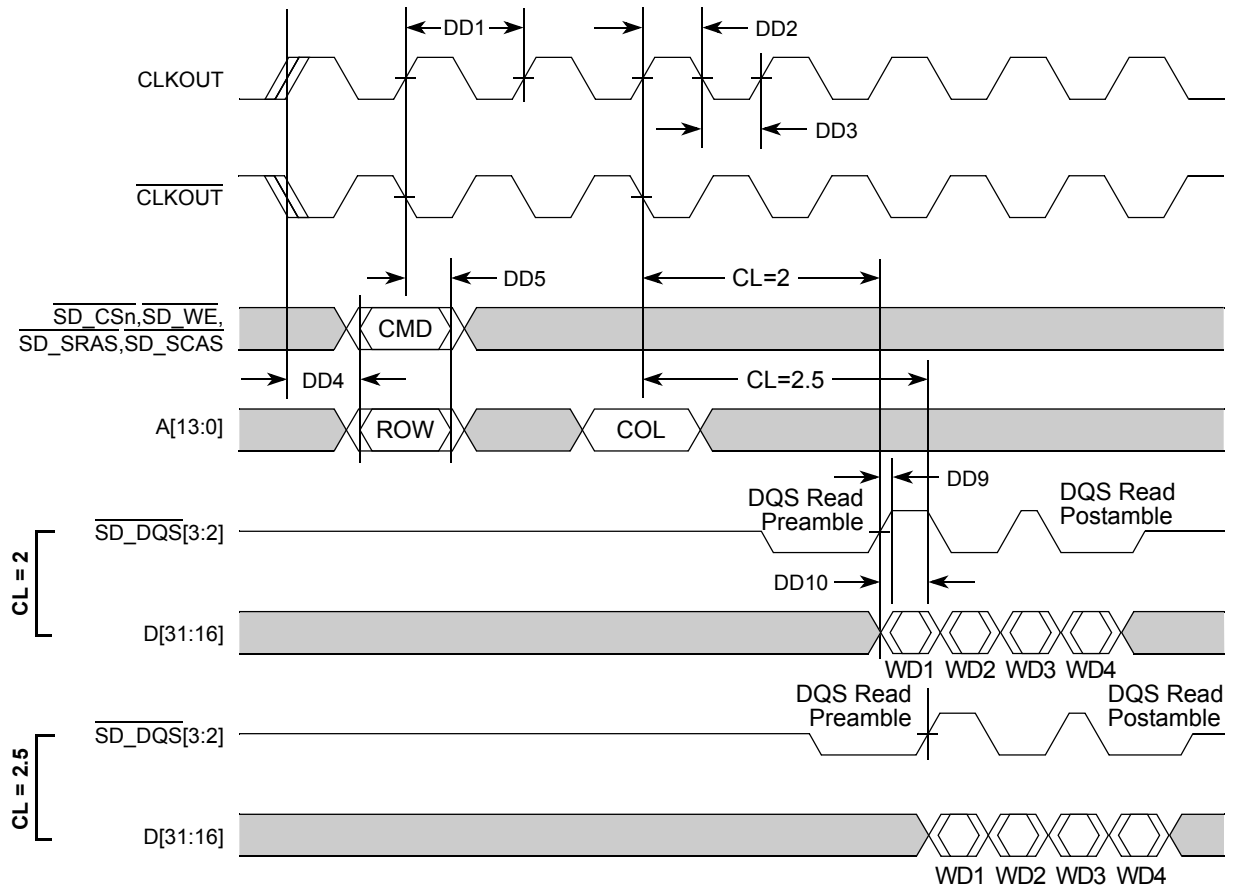 DD1
DD2
CLKOUT
DD3
CLKOUT
CL=2
DD5
SD_CSn,SD_WE,
SD_SRAS,SD_SCAS
CMD
DD4
CL=2.5
A[13:0]
ROW
COL
DD9
DQS Read
Preamble
DQS Read
Postamble
SD_DQS[3:2]
CL = 2
DD10
D[31:16]
WD1 WD2 WD3 WD4
DQS Read
Preamble
DQS Read
Postamble
SD_DQS[3:2]
CL = 2.5
D[31:16]
WD1 WD2 WD3 WD4